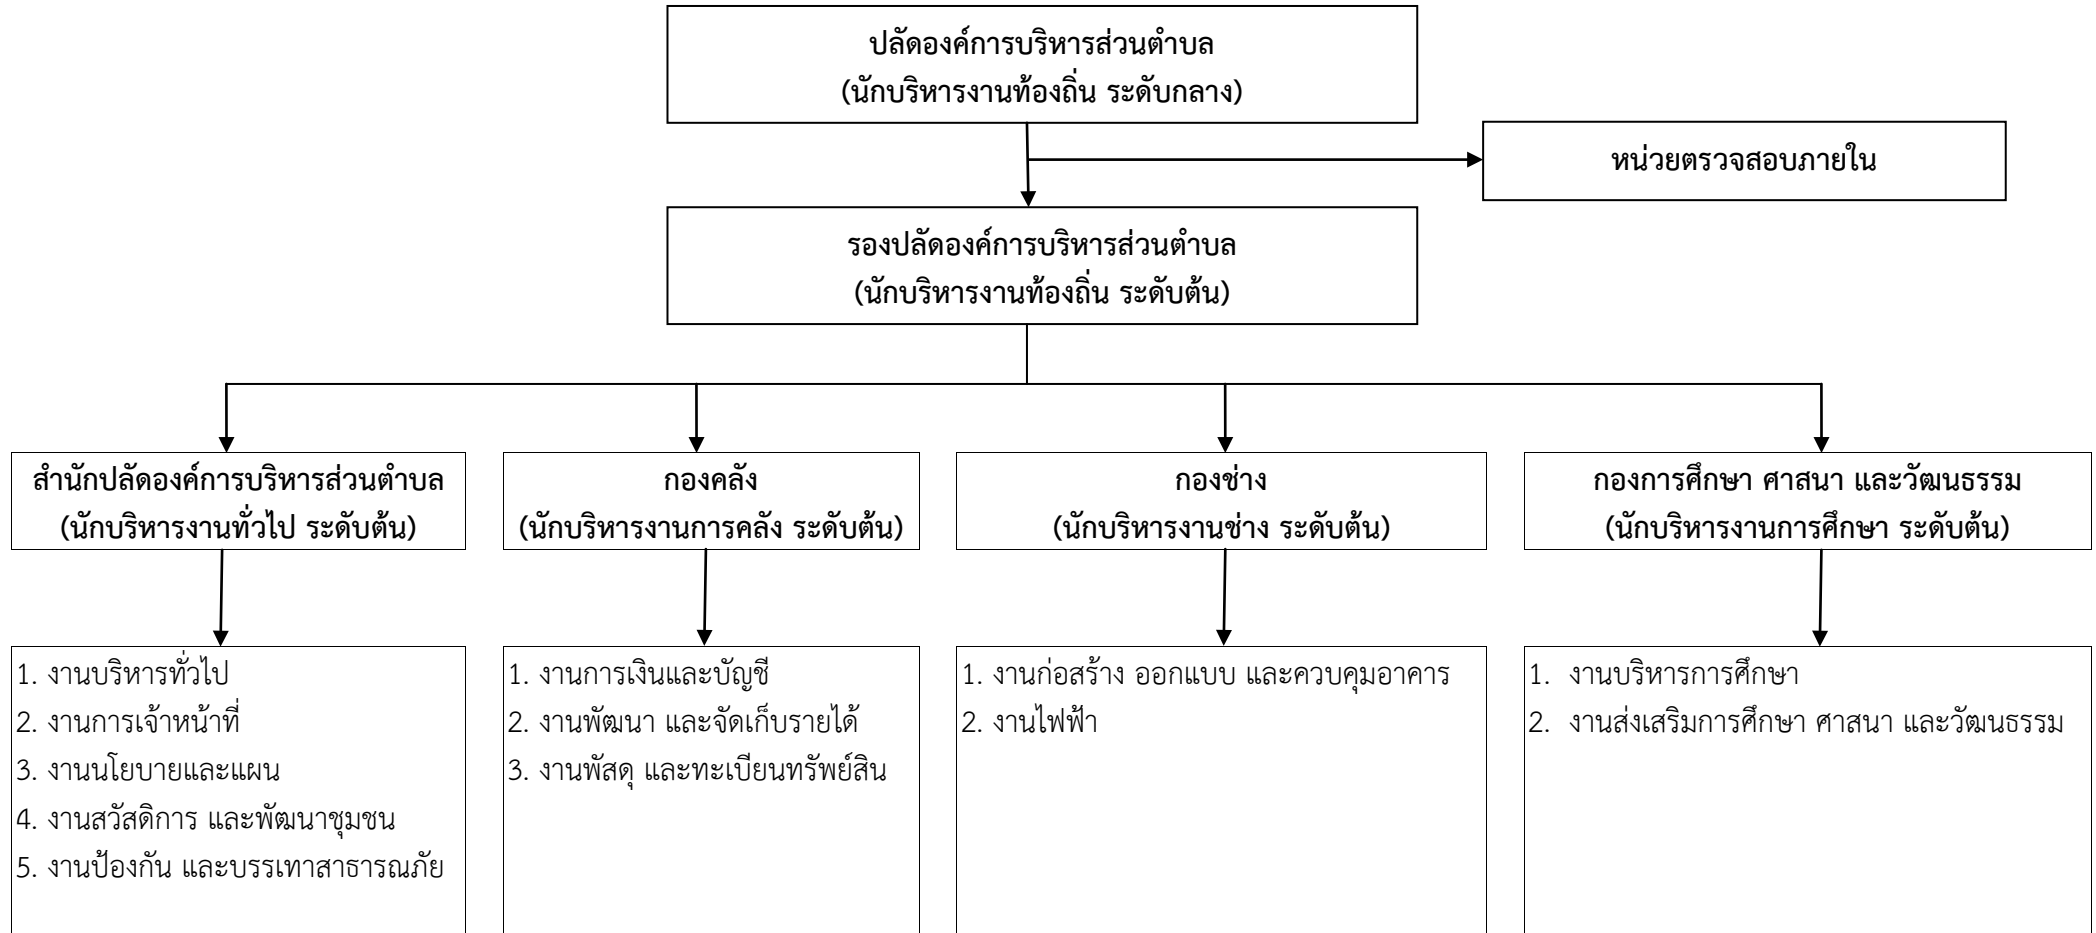 ปลัดองค์การบริหารส่วนตำบล
(นักบริหารงานท้องถิ่น ระดับกลาง)
หน่วยตรวจสอบภายใน
รองปลัดองค์การบริหารส่วนตำบล
(นักบริหารงานท้องถิ่น ระดับต้น)
สำนักปลัดองค์การบริหารส่วนตำบล
(นักบริหารงานทั่วไป ระดับต้น)
กองคลัง
(นักบริหารงานการคลัง ระดับต้น)
กองช่าง
(นักบริหารงานช่าง ระดับต้น)
กองการศึกษา ศาสนา และวัฒนธรรม
(นักบริหารงานการศึกษา ระดับต้น)
1. งานบริหารทั่วไป
2. งานการเจ้าหน้าที่
3. งานนโยบายและแผน
4. งานสวัสดิการ และพัฒนาชุมชน
5. งานป้องกัน และบรรเทาสาธารณภัย
1. งานการเงินและบัญชี
2. งานพัฒนา และจัดเก็บรายได้
3. งานพัสดุ และทะเบียนทรัพย์สิน
1. งานก่อสร้าง ออกแบบ และควบคุมอาคาร
2. งานไฟฟ้า
1. งานบริหารการศึกษา
2. งานส่งเสริมการศึกษา ศาสนา และวัฒนธรรม